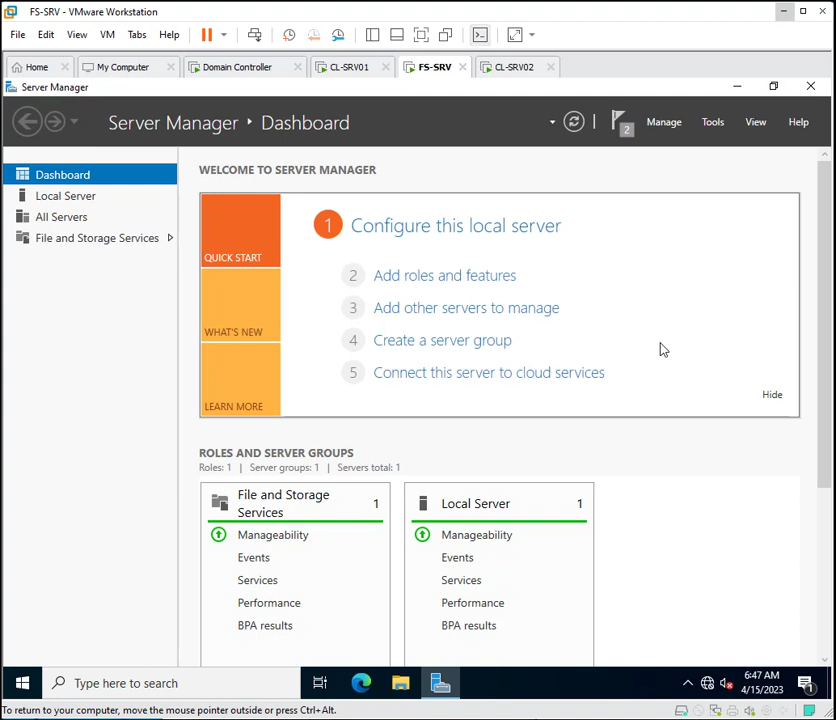 FS-SRV - VMware Workstation
File Edit View VM Tabs Help
Home My Computer Domain Controller CL-SRV01 FS-SRV CL-SRV02
Server Manager
Server Manager Dashboard
2 Manage Tools View Help
Dashboard
Local Server
All Servers
File and Storage Services
WELCOME TO SERVER MANAGER
QUICK START
WHAT'S NEW
LEARN MORE
1 Configure this local server
2 Add roles and features
3 Add other servers to manage
4 Create a server group
5 Connect this server to cloud services
Hide
ROLES AND SERVER GROUPS
Roles: 1 | Server groups: 1 | Servers total: 1
File and Storage
Services 1
Manageability
Events
Services
Performance
BPA results
Local Server 1
Manageability
Events
Services
Performance
BPA results
Type here to search
6:47 AM
4/15/2023
1
To return to your computer, move the mouse pointer outside or press Ctrl+Alt.